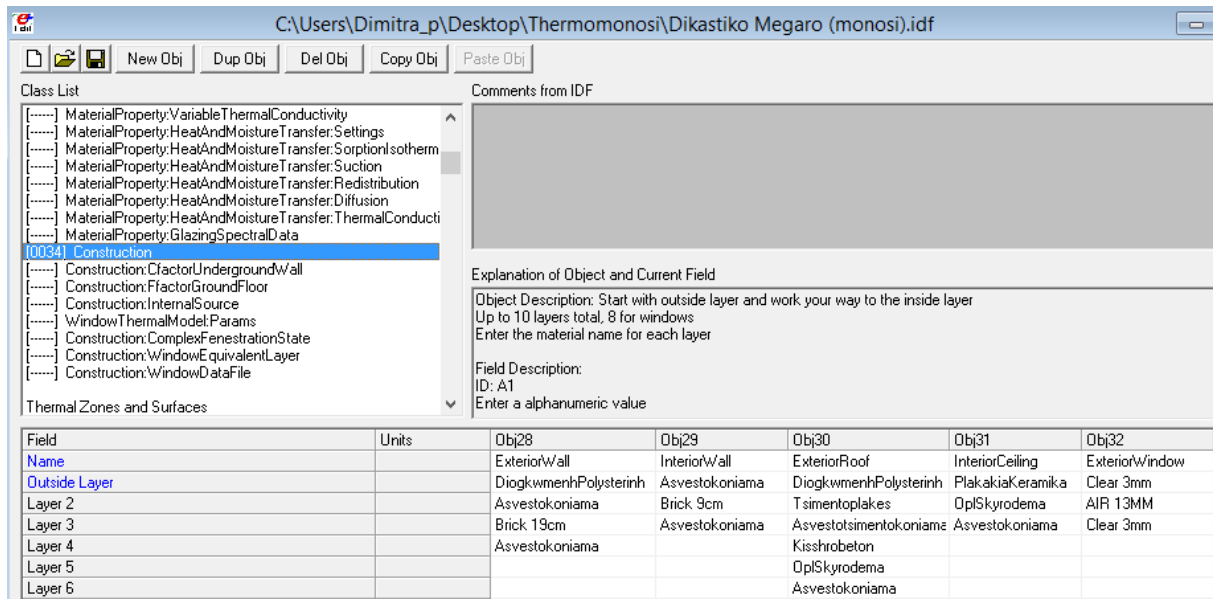 C:\Users\Dimitra_p\Desktop\Thermomonosi\Dikastiko Megaro (monosi).idf
New Obj Dup Obj Del Obj Copy Obj Paste Obj
Class List
[------] MaterialProperty:VariableThermalConductivity
[------] MaterialProperty:HeatAndMoistureTransfer:Settings
[------] MaterialProperty:HeatAndMoistureTransfer:SorptionIsotherm
[------] MaterialProperty:HeatAndMoistureTransfer:Suction
[------] MaterialProperty:HeatAndMoistureTransfer:Redistribution
[------] MaterialProperty:HeatAndMoistureTransfer:Diffusion
[------] MaterialProperty:HeatAndMoistureTransfer:ThermalConducti
[------] MaterialProperty:GlazingSpectralData
[0034] Construction
[------] Construction:CfactorUndergroundWall
[------] Construction:FfactorGroundFloor
[------] Construction:InternalSource
[------] WindowThermalModel:Params
[------] Construction:ComplexFenestrationState
[------] Construction:WindowEquivalentLayer
[------] Construction:WindowDataFile
Thermal Zones and Surfaces
Comments from IDF
Explanation of Object and Current Field
Object Description: Start with outside layer and work your way to the inside layer
Up to 10 layers total, 8 for windows
Enter the material name for each layer
Field Description:
ID: A1
Enter a alphanumeric value
Field Units Obj28 Obj29 Obj30 Obj31 Obj32
Name ExteriorWall InteriorWall ExteriorRoof InteriorCeiling ExteriorWindow
Outside Layer DiogkwmenhPolysterinh Asvestokoniama DiogkwmenhPolysterinh PlakakiaKeramika Clear 3mm
Layer 2 Asvestokoniama Brick 9cm Tsimentoplakes OplSkyrodema AIR 13MM
Layer 3 Brick 19cm Asvestokoniama Asvestotsimentokoniama Asvestokoniama Clear 3mm
Layer 4 Asvestokoniama Kisshrobeton
Layer 5 OplSkyrodema
Layer 6 Asvestokoniama